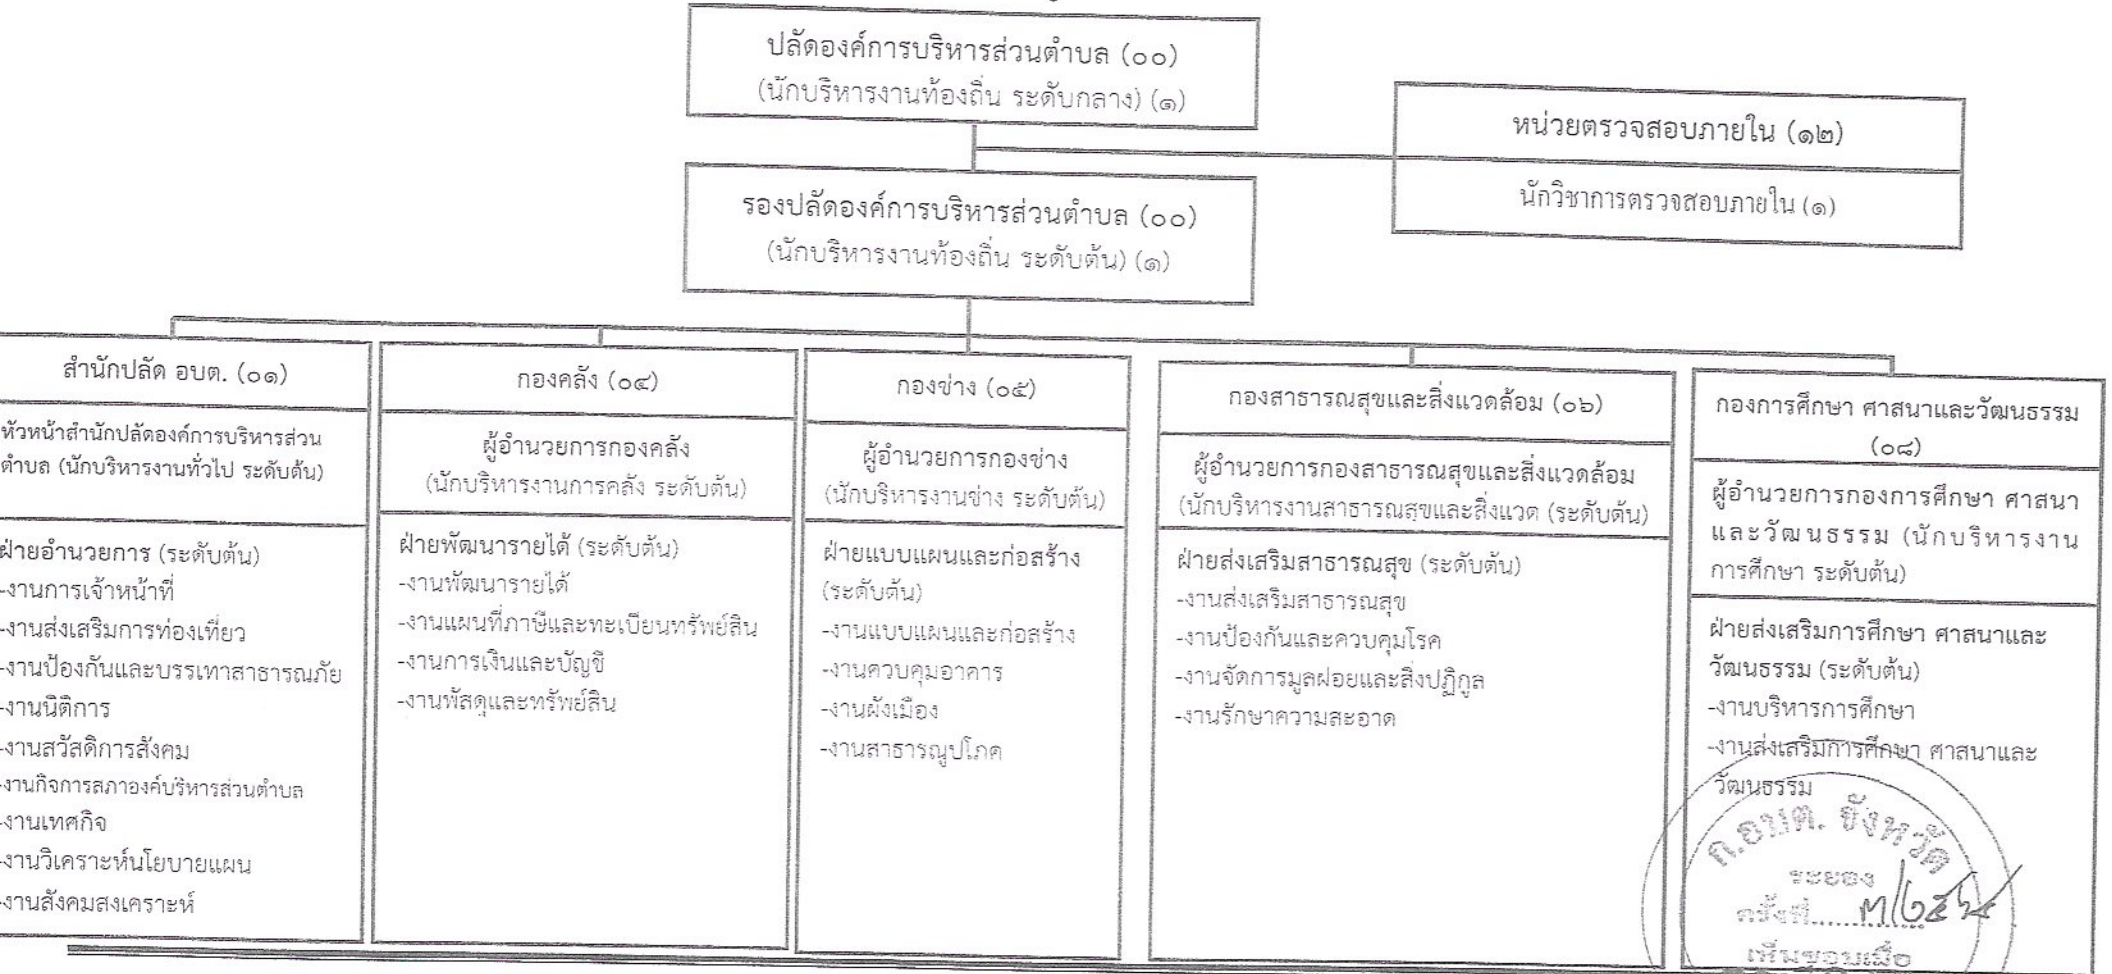 ปลัดองค์การบริหารส่วนตำบล (๐๐)
(นักบริหารงานท้องถิ่น ระดับกลาง) (๑)
หน่วยตรวจสอบภายใน (๑๒)
นักวิชาการตรวจสอบภายใน (๑)
รองปลัดองค์การบริหารส่วนตำบล (๐๐)
(นักบริหารงานท้องถิ่น ระดับต้น) (๑)
สำนักปลัด อบต. (๐๑)
หัวหน้าสำนักปลัดองค์การบริหารส่วน
ตำบล (นักบริหารงานทั่วไป ระดับต้น)
ฝ่ายอำนวยการ (ระดับต้น)
-งานการเจ้าหน้าที่
-งานส่งเสริมการท่องเที่ยว
-งานป้องกันและบรรเทาสาธารณภัย
-งานนิติการ
-งานสวัสดิการสังคม
-งานกิจการสภาองค์บริหารส่วนตำบล
-งานเทศกิจ
-งานวิเคราะห์นโยบายแผน
-งานสังคมสงเคราะห์
กองคลัง (๐๔)
ผู้อำนวยการกองคลัง
(นักบริหารงานการคลัง ระดับต้น)
ฝ่ายพัฒนารายได้ (ระดับต้น)
-งานพัฒนารายได้
-งานแผนที่ภาษีและทะเบียนทรัพย์สิน
-งานการเงินและบัญชี
-งานพัสดุและทรัพย์สิน
กองช่าง (๐๕)
ผู้อำนวยการกองช่าง
(นักบริหารงานช่าง ระดับต้น)
ฝ่ายแบบแผนและก่อสร้าง
(ระดับต้น)
-งานแบบแผนและก่อสร้าง
-งานควบคุมอาคาร
-งานผังเมือง
-งานสาธารณูปโภค
กองสาธารณสุขและสิ่งแวดล้อม (๐๖)
ผู้อำนวยการกองสาธารณสุขและสิ่งแวดล้อม
(นักบริหารงานสาธารณสุขและสิ่งแวด (ระดับต้น)
ฝ่ายส่งเสริมสาธารณสุข (ระดับต้น)
-งานส่งเสริมสาธารณสุข
-งานป้องกันและควบคุมโรค
-งานจัดการมูลฝอยและสิ่งปฏิกูล
-งานรักษาความสะอาด
กองการศึกษา ศาสนาและวัฒนธรรม
(๐๘)
ผู้อำนวยการกองการศึกษา ศาสนา
และวัฒนธรรม (นักบริหารงาน
การศึกษา ระดับต้น)
ฝ่ายส่งเสริมการศึกษา ศาสนาและ
วัฒนธรรม (ระดับต้น)
-งานบริหารการศึกษา
-งานส่งเสริมการศึกษา ศาสนาและ
วัฒนธรรม
ก.อบต. จังหวัด
ระยอง
ครั้งที่......
เห็นชอบเมื่อ